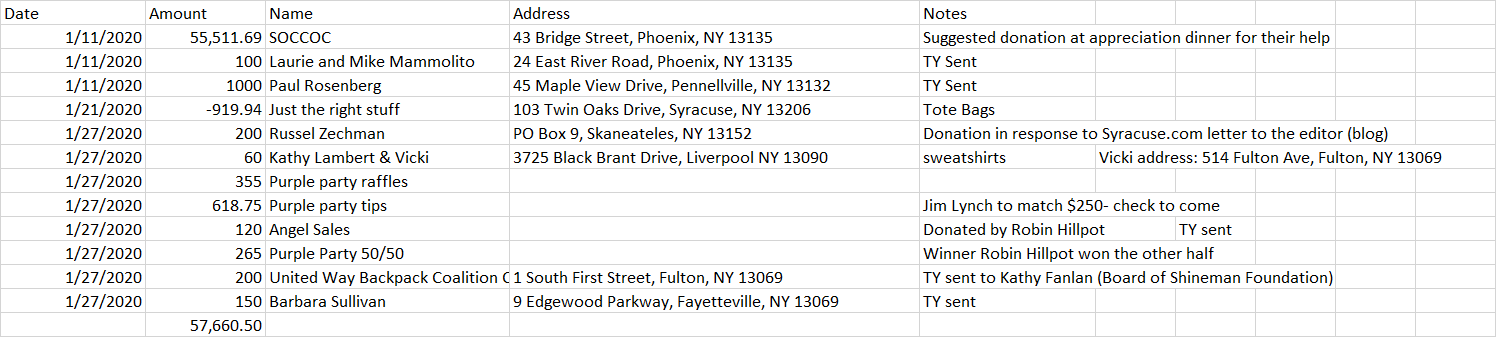 Date Amount Name Address Notes
1/11/2020 55,511.69 SOCCOC 43 Bridge Street, Phoenix, NY 13135 Suggested donation at appreciation dinner for their help
1/11/2020 100 Laurie and Mike Mammolito 24 East River Road, Phoenix, NY 13135 TY Sent
1/11/2020 1000 Paul Rosenberg 45 Maple View Drive, Pennellville, NY 13132 TY Sent
1/21/2020 -919.94 Just the right stuff 103 Twin Oaks Drive, Syracuse, NY 13206 Tote Bags
1/27/2020 200 Russel Zechman PO Box 9, Skaneateles, NY 13152 Donation in response to Syracuse.com letter to the editor (blog)
1/27/2020 60 Kathy Lambert & Vicki 3725 Black Brant Drive, Liverpool NY 13090 sweatshirts Vicki address: 514 Fulton Ave, Fulton, NY 13069
1/27/2020 355 Purple party raffles
1/27/2020 618.75 Purple party tips Jim Lynch to match $250- check to come
1/27/2020 120 Angel Sales Donated by Robin Hillpot TY sent
1/27/2020 265 Purple Party 50/50 Winner Robin Hillpot won the other half
1/27/2020 200 United Way Backpack Coalition 1 South First Street, Fulton, NY 13069 TY sent to Kathy Fanlan (Board of Shineman Foundation)
1/27/2020 150 Barbara Sullivan 9 Edgewood Parkway, Fayetteville, NY 13069 TY sent
57,660.50